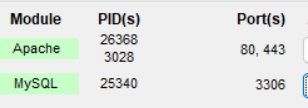 Module PID(s) Port(s)
Apache 26368 3028 80, 443
MySQL 25340 3306